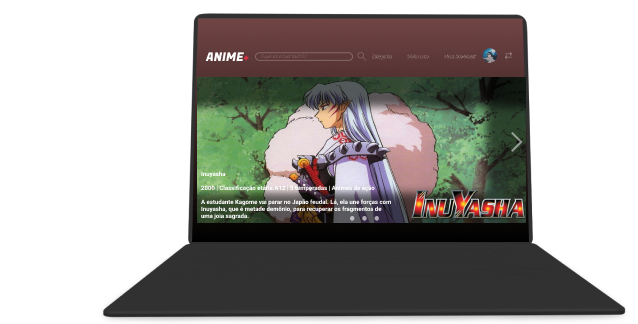 ANIME
Inuyasha
2000 | Classificação etária A12 | 6 temporadas | Animes de ação
A estudante Kagome vai parar no Japão feudal. Lá, ela une forças com
Inuyasha, que é metade demônio, para recuperar os fragmentos de
uma joia sagrada.
INUYASHA